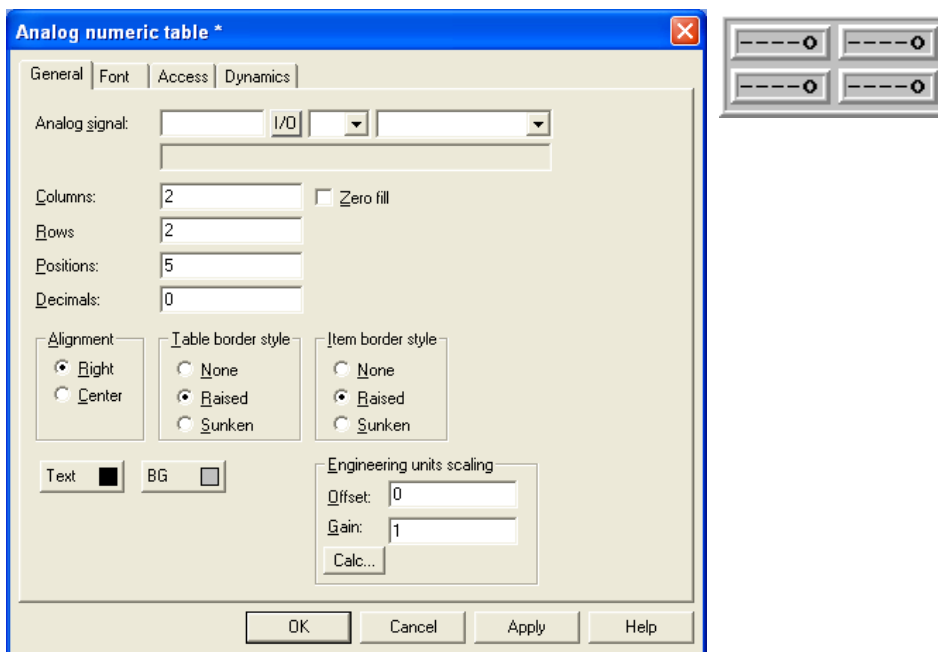 Analog numeric table *
General Font Access Dynamics
Analog signal: I/O
Columns: 2 Zero fill
Rows 2
Positions: 5
Decimals: 0
Alignment Table border style Item border style
Right None None
Center Raised Raised
Sunken Sunken
Text BG Engineering units scaling
Offset: 0
Gain: 1
Calc...
OK Cancel Apply Help
----0 ----0
----0 ----0